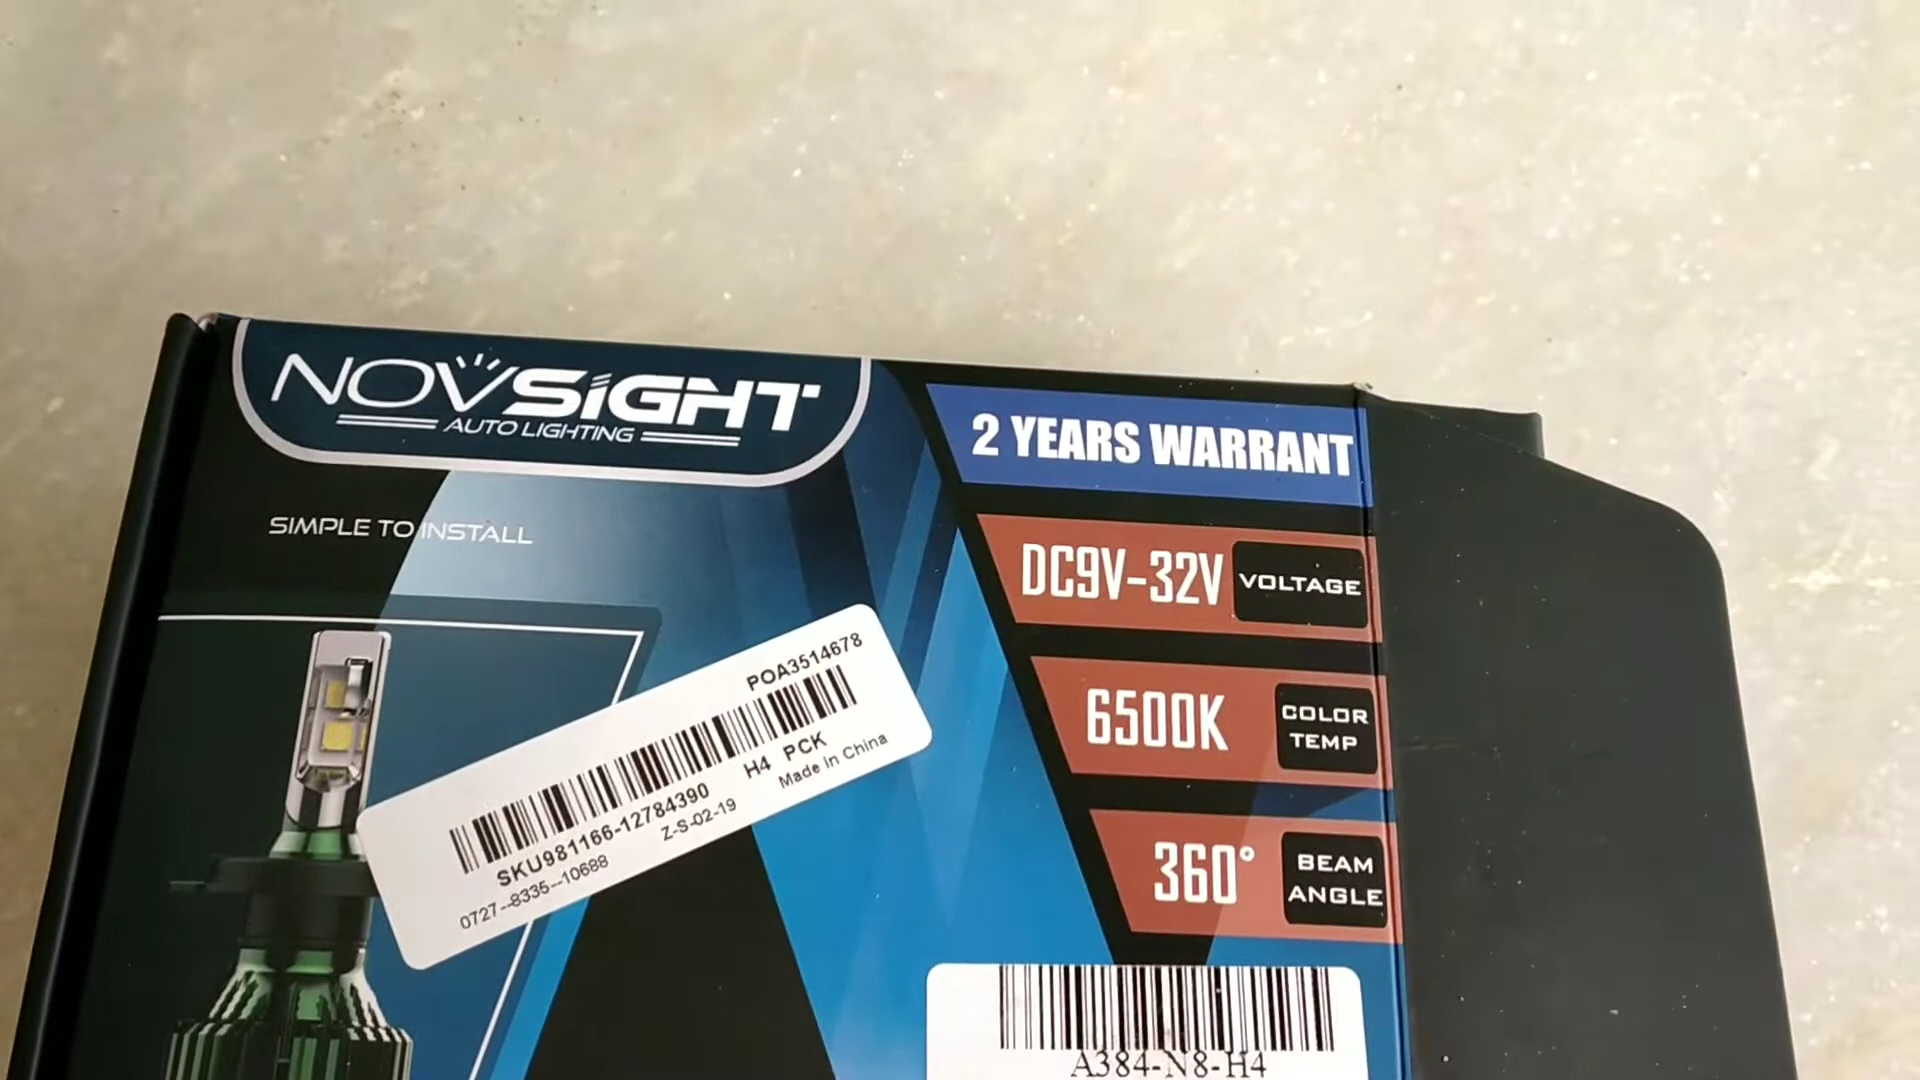 NOVSIGHT
AUTO LIGHTING
SIMPLE TO INSTALL
2 YEARS WARRANT
DC9V-32V VOLTAGE
6500K COLOR TEMP
360° BEAM ANGLE
POA3514678
SKU981166-12784390
H4 PCK
0727--8335--10688
Z-S-02-19
Made in China
A384-N8-H4